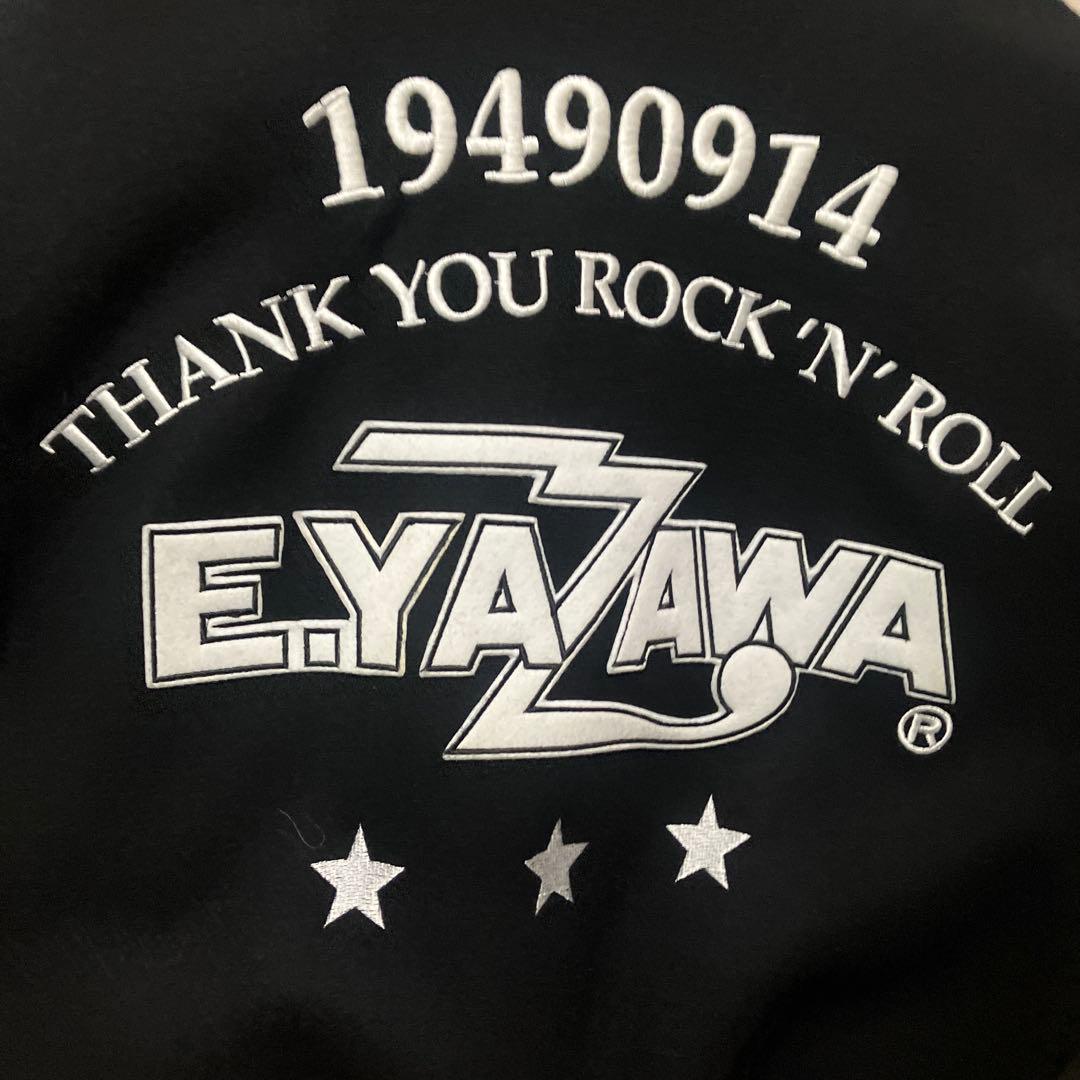 19490914
THANK YOU ROCK 'N' ROLL
E.YAZAWA
®